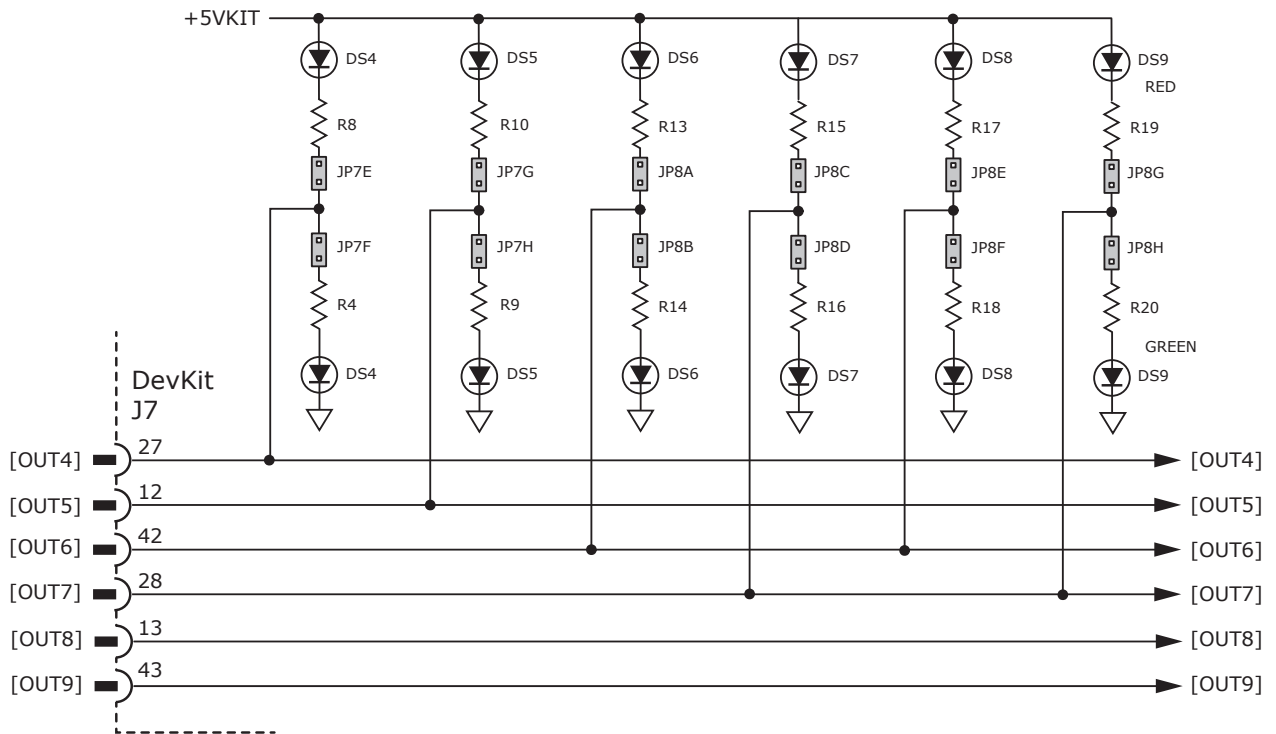 +5VKIT
DS4
DS5
DS6
DS7
DS8
DS9
RED
R8
R10
R13
R15
R17
R19
JP7E
JP7G
JP8A
JP8C
JP8E
JP8G
JP7F
JP7H
JP8B
JP8D
JP8F
JP8H
R4
R9
R14
R16
R18
R20
GREEN
DS4
DS5
DS6
DS7
DS8
DS9
DevKit
J7
[OUT4] 27 [OUT4]
[OUT5] 12 [OUT5]
[OUT6] 42 [OUT6]
[OUT7] 28 [OUT7]
[OUT8] 13 [OUT8]
[OUT9] 43 [OUT9]